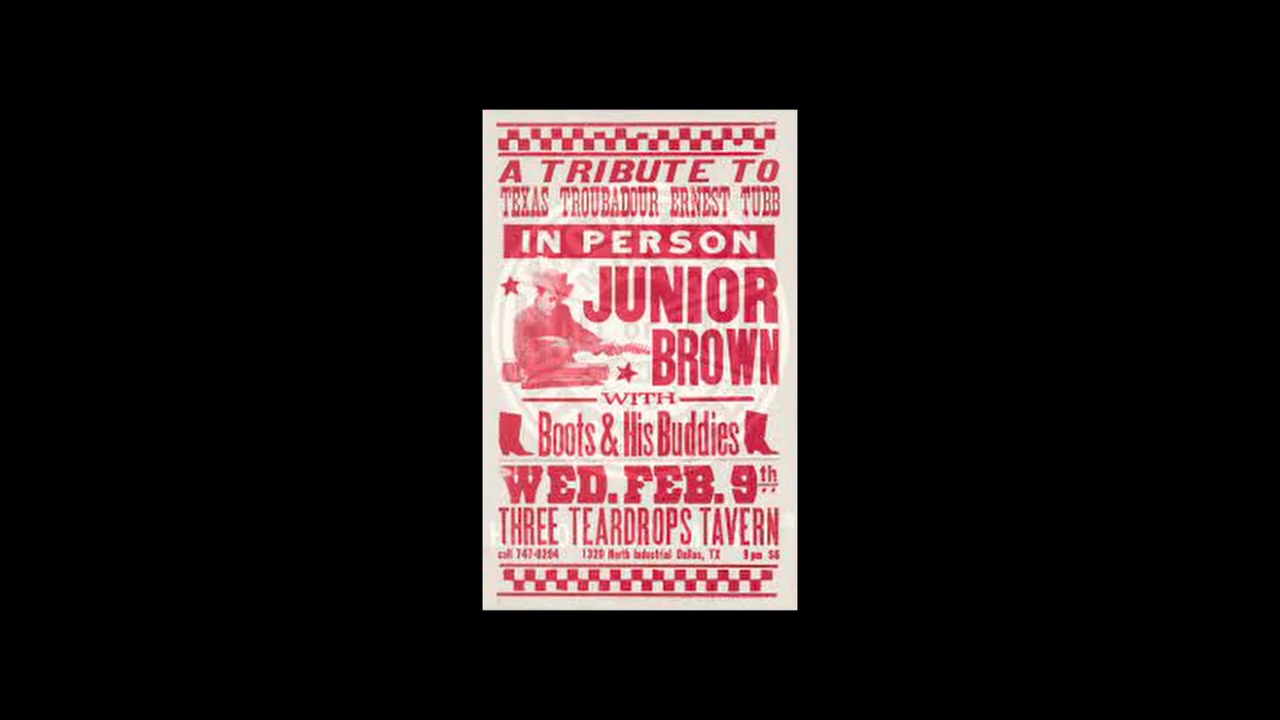 A TRIBUTE TO
TEXAS TROUBADOUR ERNEST TUBB
IN PERSON
JUNIOR
BROWN
WITH
Boots & His Buddies
WED. FEB. 9th
THREE TEARDROPS TAVERN
call 747-0294 1320 North Industrial Dallas, TX 9 pm $6